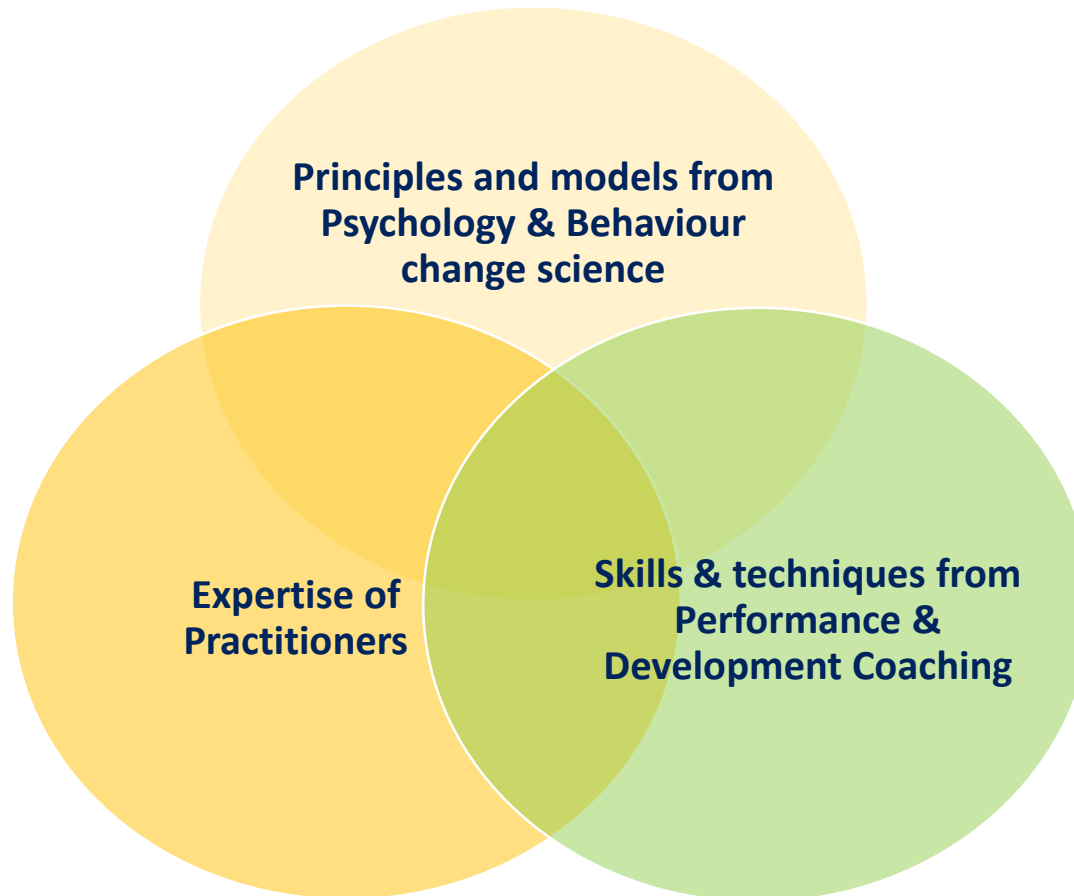 Principles and models from
Psychology & Behaviour
change science
Expertise of
Practitioners
Skills & techniques from
Performance &
Development Coaching